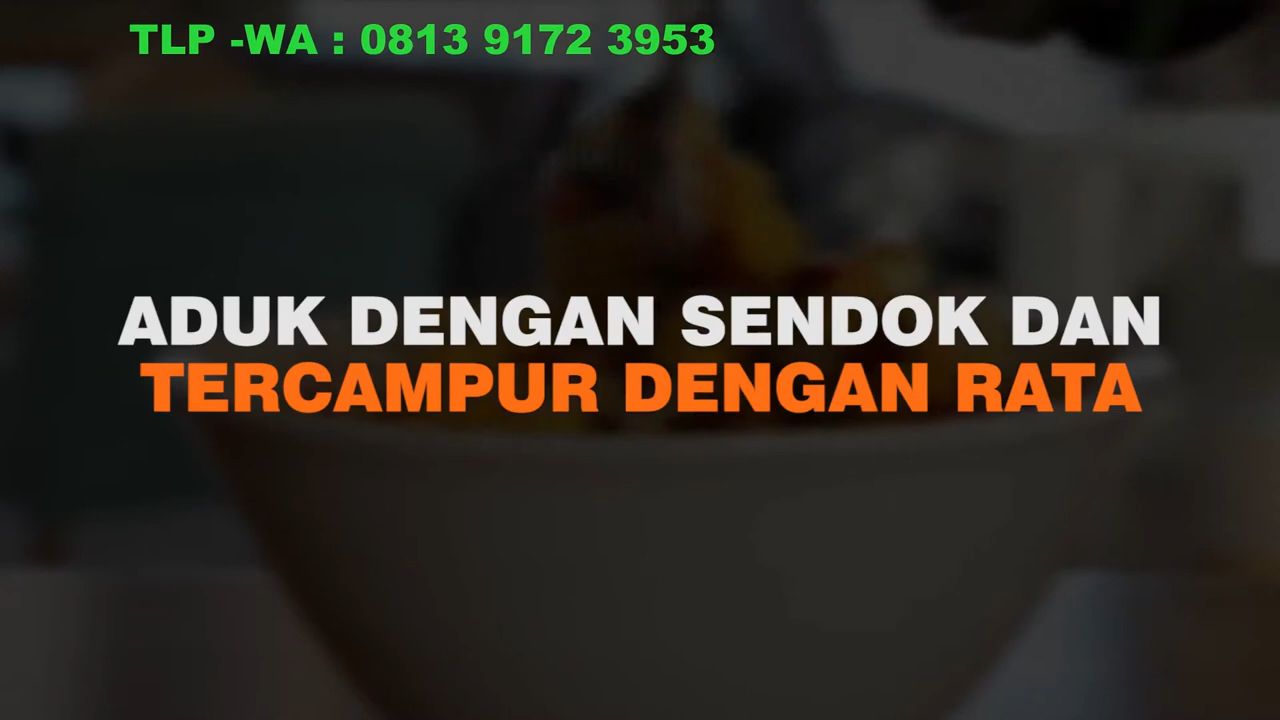 TLP -WA : 0813 9172 3953
ADUK DENGAN SENDOK DAN
TERCAMPUR DENGAN RATA